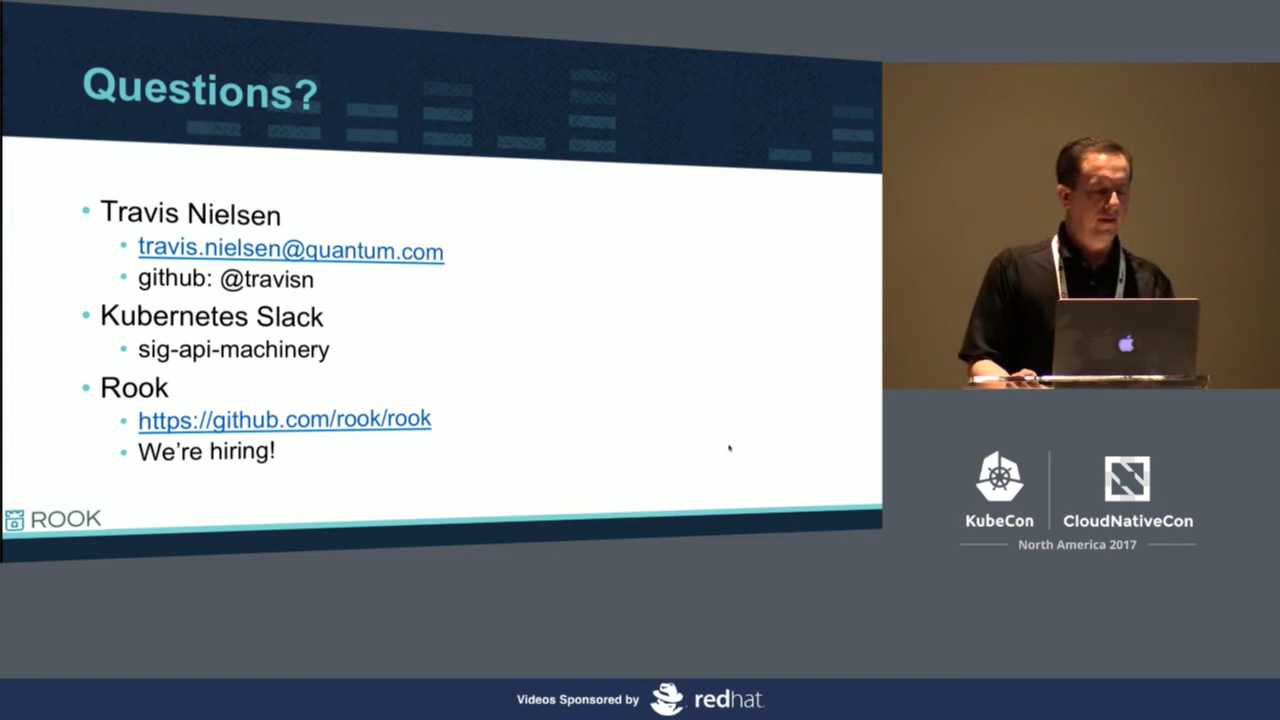 Questions?
Travis Nielsen
travis.nielsen@quantum.com
github: @travisn
Kubernetes Slack
sig-api-machinery
Rook
https://github.com/rook/rook
We're hiring!
ROOK
KubeCon
CloudNativeCon
North America 2017
Videos Sponsored by redhat.